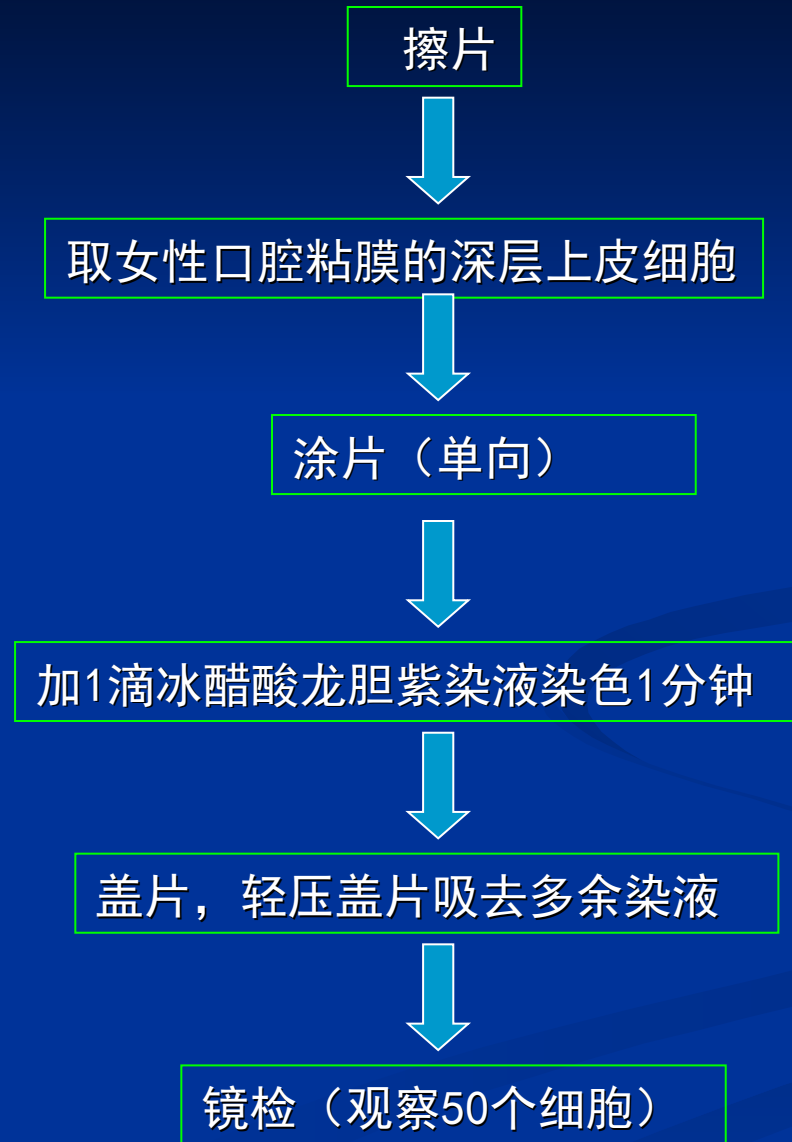 擦片
取女性口腔粘膜的深层上皮细胞
涂片（单向）
加1滴冰醋酸龙胆紫染液染色1分钟
盖片，轻压盖片吸去多余染液
镜检（观察50个细胞）